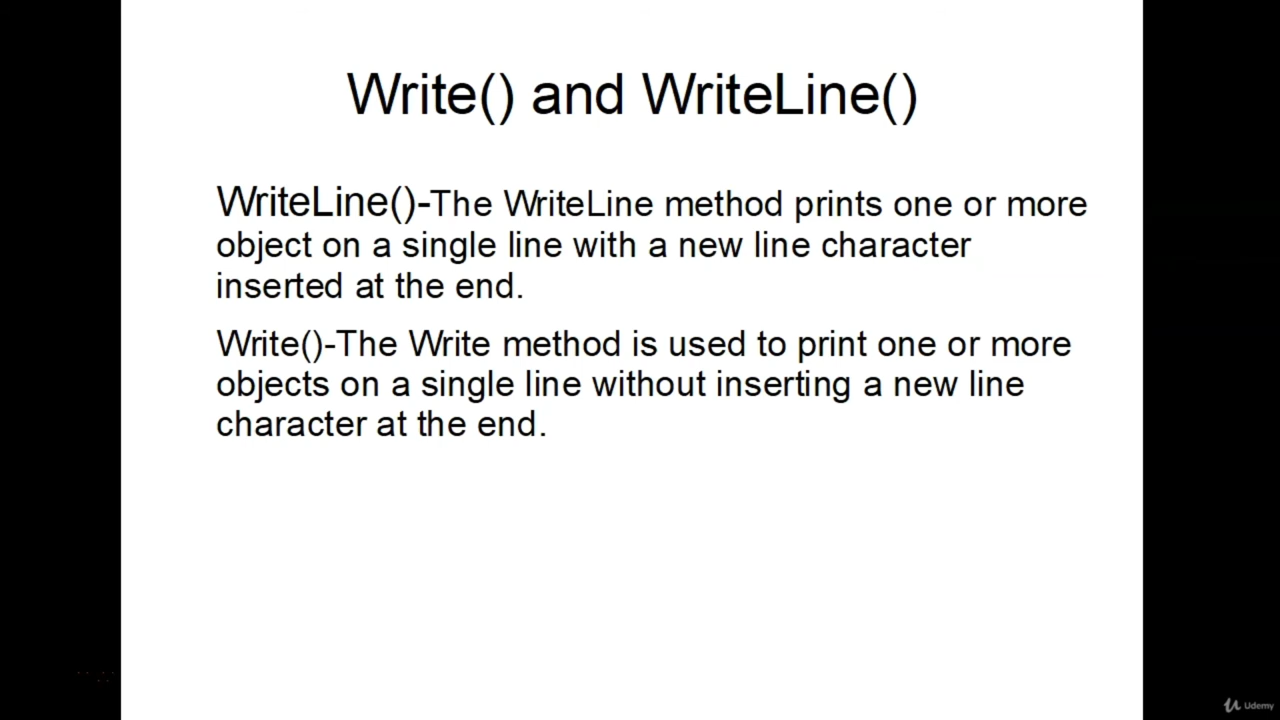 Write() and WriteLine()
WriteLine()-The WriteLine method prints one or more
object on a single line with a new line character
inserted at the end.
Write()-The Write method is used to print one or more
objects on a single line without inserting a new line
character at the end.
Udemy